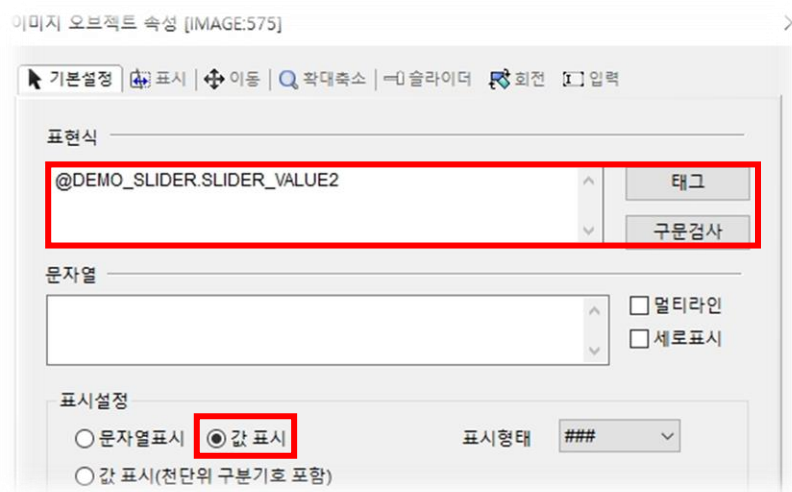 이미지 오브젝트 속성 [IMAGE:575]
기본설정 표시 이동 확대축소 슬라이더 회전 입력
표현식
@DEMO_SLIDER.SLIDER_VALUE2
태그
구문검사
문자열
멀티라인
세로표시
표시설정
문자열표시 값 표시 표시형태 ###
값 표시(천단위 구분기호 포함)